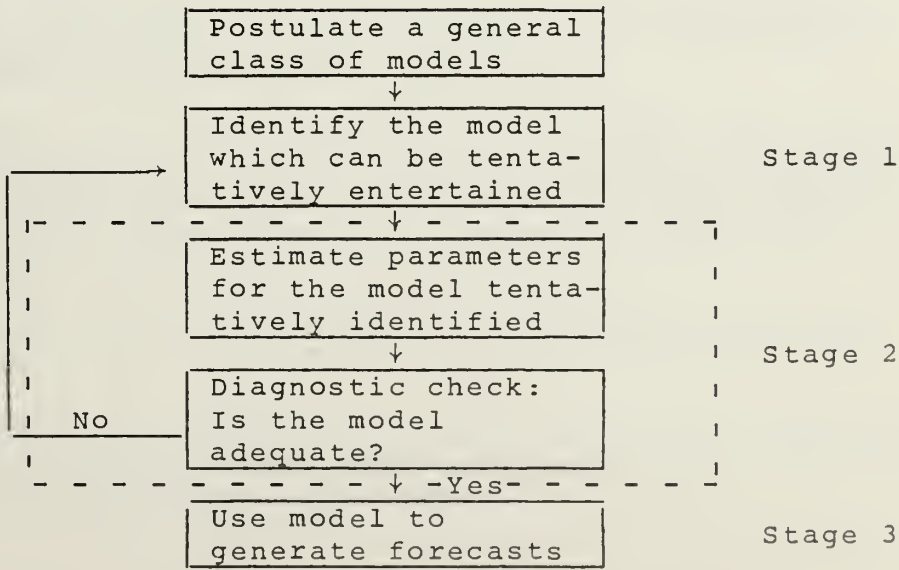 Postulate a general
class of models
Identify the model
which can be tenta-
tively entertained
Stage 1
Estimate parameters
for the model tenta-
tively identified
Stage 2
Diagnostic check:
Is the model
adequate?
No
Yes
Use model to
generate forecasts
Stage 3